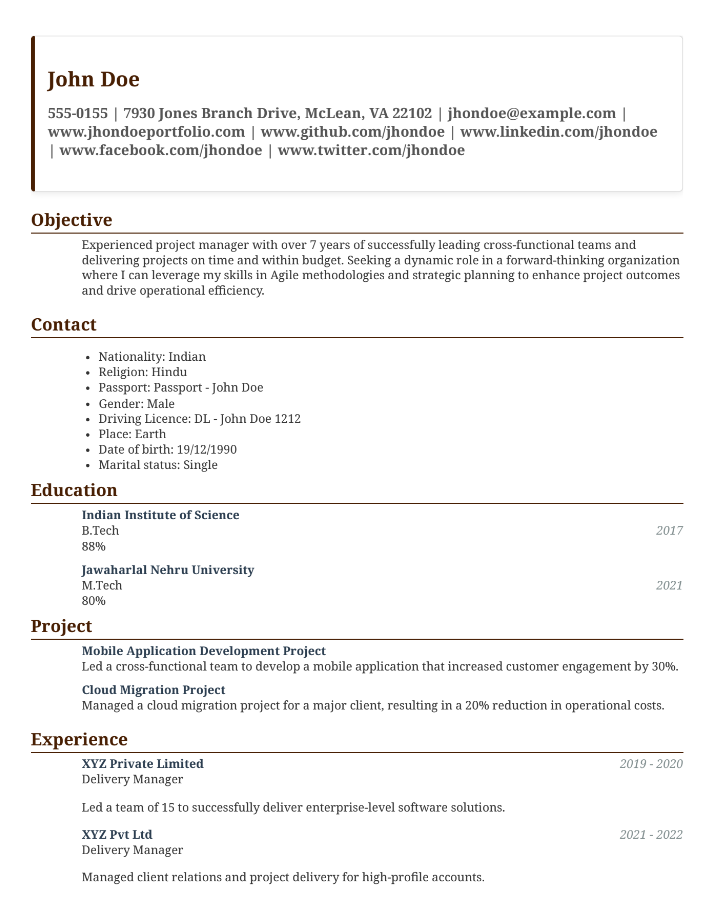 John Doe
555-0155 | 7930 Jones Branch Drive, McLean, VA 22102 | jhondoe@example.com |
www.jhondoeportfolio.com | www.github.com/jhondoe | www.linkedin.com/jhondoe
| www.facebook.com/jhondoe | www.twitter.com/jhondoe
Objective
Experienced project manager with over 7 years of successfully leading cross-functional teams and
delivering projects on time and within budget. Seeking a dynamic role in a forward-thinking organization
where I can leverage my skills in Agile methodologies and strategic planning to enhance project outcomes
and drive operational efficiency.
Contact
• Nationality: Indian
• Religion: Hindu
• Passport: Passport - John Doe
• Gender: Male
• Driving Licence: DL - John Doe 1212
• Place: Earth
• Date of birth: 19/12/1990
• Marital status: Single
Education
Indian Institute of Science
B.Tech 2017
88%
Jawaharlal Nehru University
M.Tech 2021
80%
Project
Mobile Application Development Project
Led a cross-functional team to develop a mobile application that increased customer engagement by 30%.
Cloud Migration Project
Managed a cloud migration project for a major client, resulting in a 20% reduction in operational costs.
Experience
XYZ Private Limited 2019 - 2020
Delivery Manager
Led a team of 15 to successfully deliver enterprise-level software solutions.
XYZ Pvt Ltd 2021 - 2022
Delivery Manager
Managed client relations and project delivery for high-profile accounts.